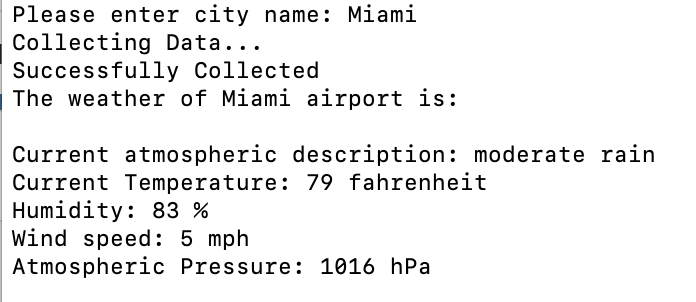 Please enter city name: Miami
Collecting Data...
Successfully Collected
The weather of Miami airport is:
Current atmospheric description: moderate rain
Current Temperature: 79 fahrenheit
Humidity: 83 %
Wind speed: 5 mph
Atmospheric Pressure: 1016 hPa